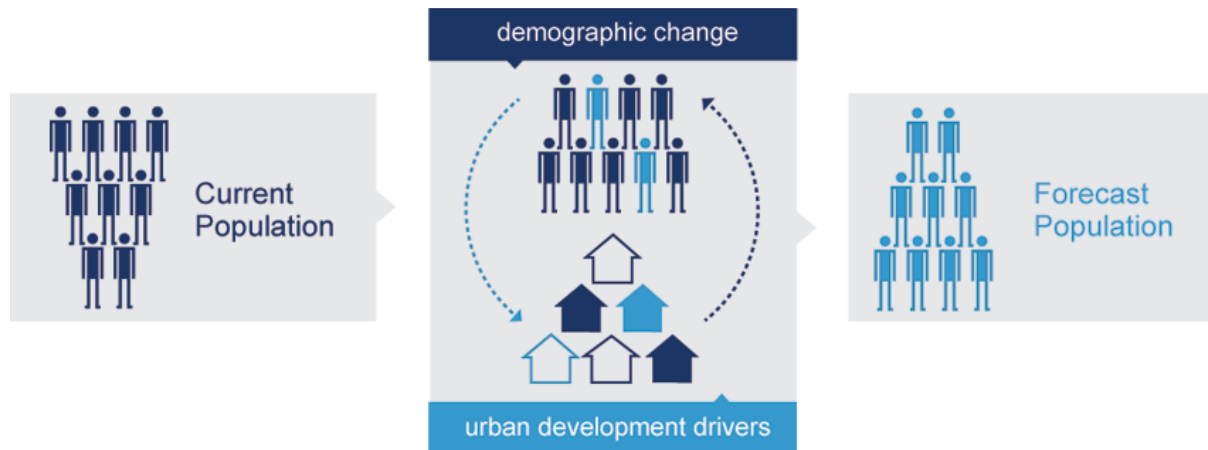 demographic change
Current
Population
Forecast
Population
urban development drivers